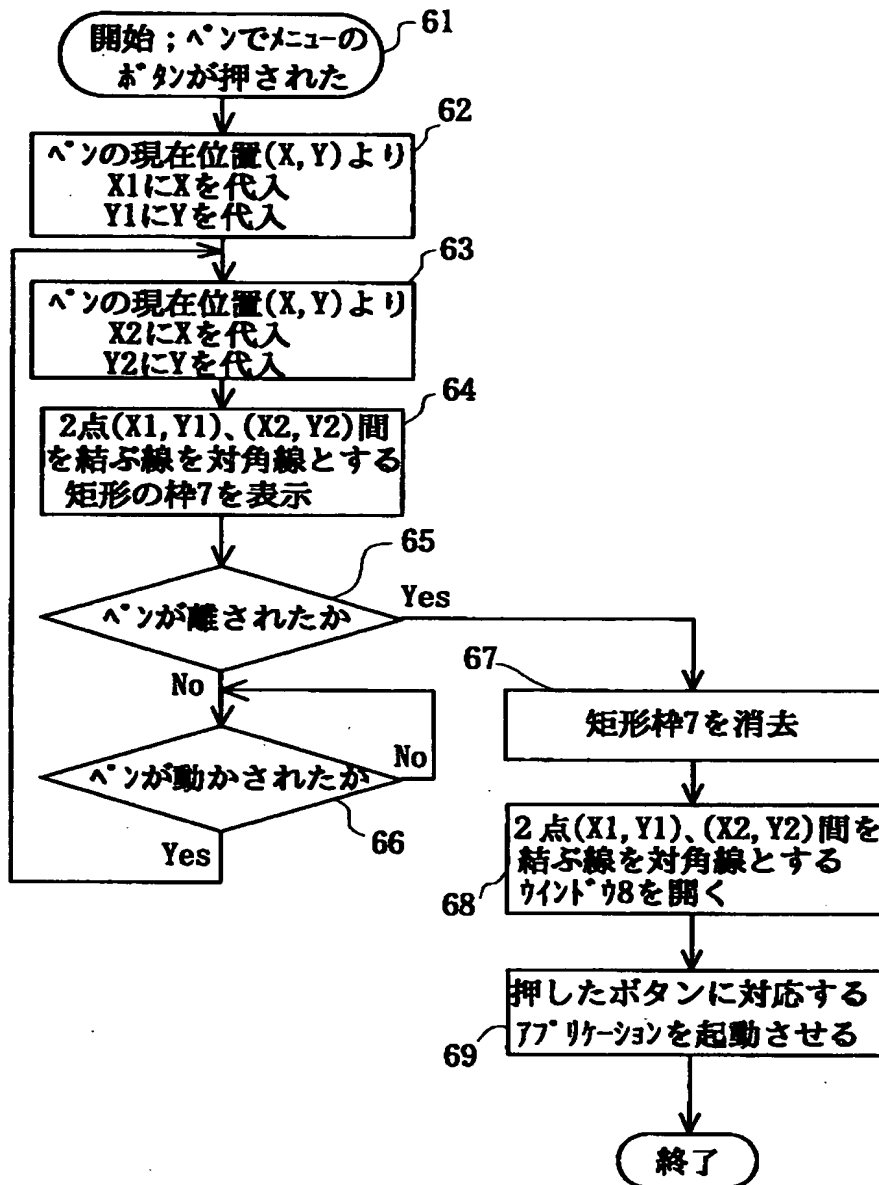 開始；ペンでメニューの
ボタンが押された
61
62
ペンの現在位置(X,Y)より
X1にXを代入
Y1にYを代入
63
ペンの現在位置(X,Y)より
X2にXを代入
Y2にYを代入
64
2点(X1,Y1)、(X2,Y2)間
を結ぶ線を対角線とする
矩形の枠7を表示
65
ペンが離されたか
Yes
No
ペンが動かされたか
No
66
Yes
67
矩形枠7を消去
2点(X1,Y1)、(X2,Y2)間を
結ぶ線を対角線とする
ウインドウ8を開く
68
押したボタンに対応する
アプリケーションを起動させる
69
終了